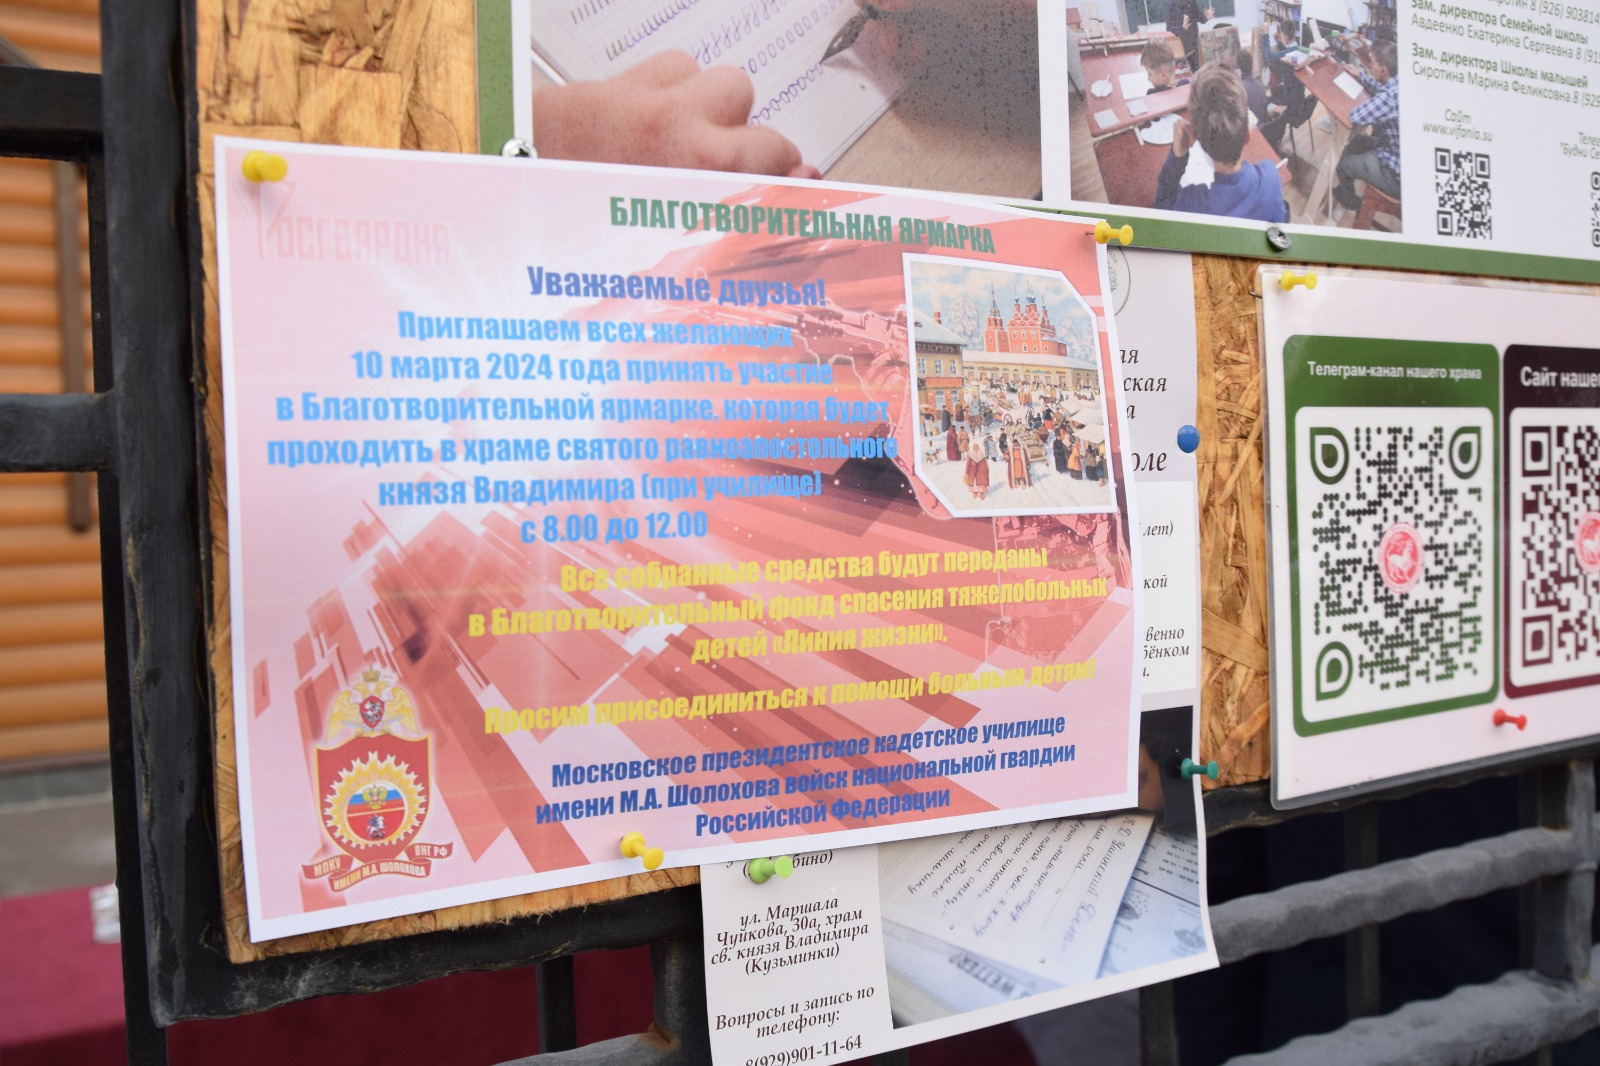 Зам. директора Семейной школы
Авдеенко Екатерина Сергеевна 8
Зам. директора Школы малышей
Сиротина Марина Феликсовна 8
Сайт
www.vifania.su
РОСГВАРДИЯ
БЛАГОТВОРИТЕЛЬНАЯ ЯРМАРКА
Уважаемые друзья!
Приглашаем всех желающих
10 марта 2024 года принять участие
в Благотворительной ярмарке, которая будет
проходить в храме святого равноапостольного
князя Владимира (при училище)
с 8.00 до 12.00
Все собранные средства будут переданы
в Благотворительный фонд спасения тяжелобольных
детей «Линия жизни».
Просим присоединиться к помощи больным детям!
Московское президентское кадетское училище
имени М.А. Шолохова войск национальной гвардии
Российской Федерации
МПКУ ВНГ РФ
ИМЕНИ М.А. ШОЛОХОВА
Телеграм-канал нашего храма
Сайт
лет)
ул. Маршала
Чуйкова, 30а, храм
св. князя Владимира
(Кузьминки)
Вопросы и запись по
телефону:
8(929)901-11-64